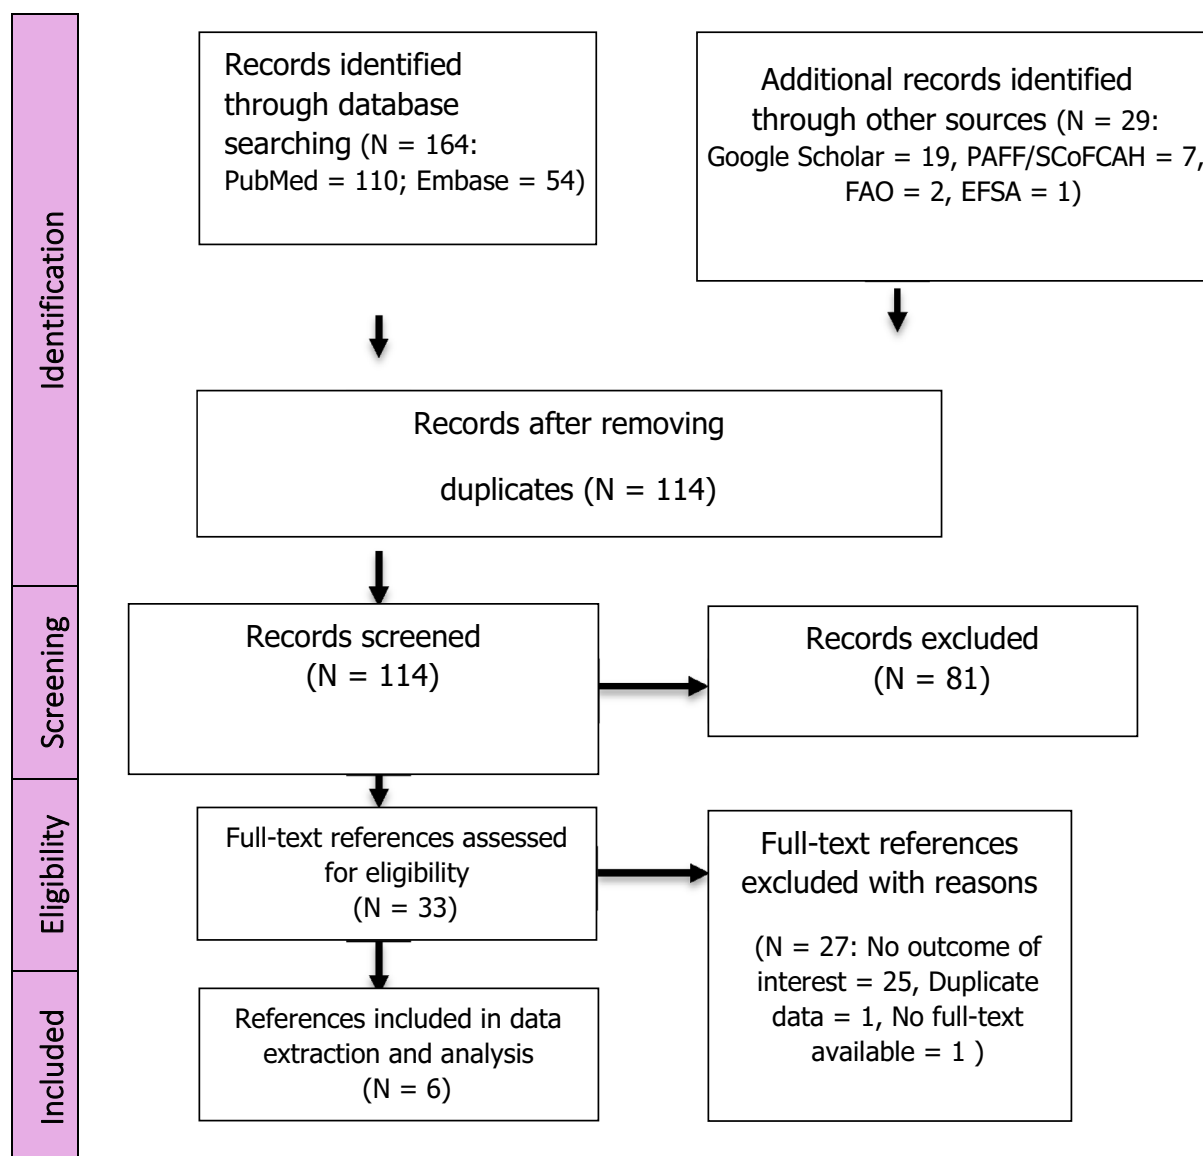 Identification
Records identified
through database
searching (N = 164:
PubMed = 110; Embase = 54)
Additional records identified
through other sources (N = 29:
Google Scholar = 19, PAFF/SCoFCAH = 7,
FAO = 2, EFSA = 1)
Records after removing
duplicates (N = 114)
Screening
Records screened
(N = 114)
Records excluded
(N = 81)
Eligibility
Full-text references assessed
for eligibility
(N = 33)
Full-text references
excluded with reasons
(N = 27: No outcome of
interest = 25, Duplicate
data = 1, No full-text
available = 1 )
Included
References included in data
extraction and analysis
(N = 6)